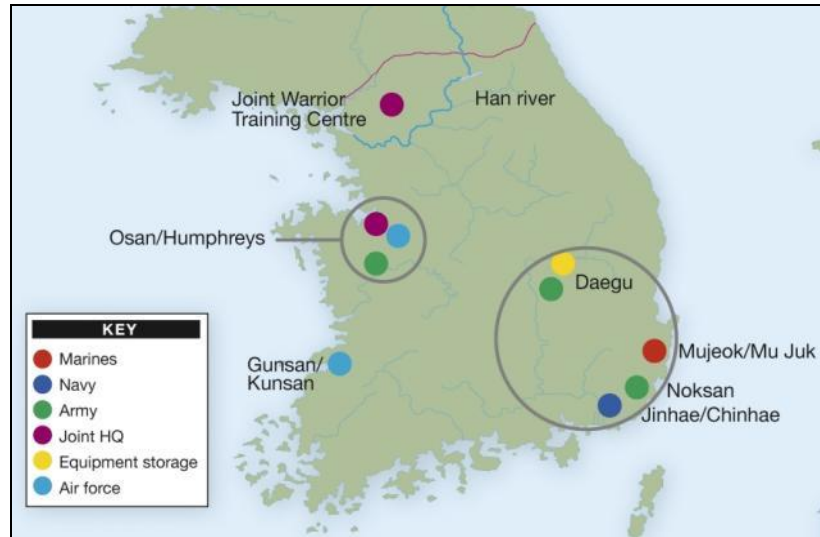 Joint Warrior
Training Centre
Han river
Osan/Humphreys
Daegu
Gunsan/
Kunsan
Mujeok/Mu Juk
Noksan
Jinhae/Chinhae
KEY
Marines
Navy
Army
Joint HQ
Equipment storage
Air force